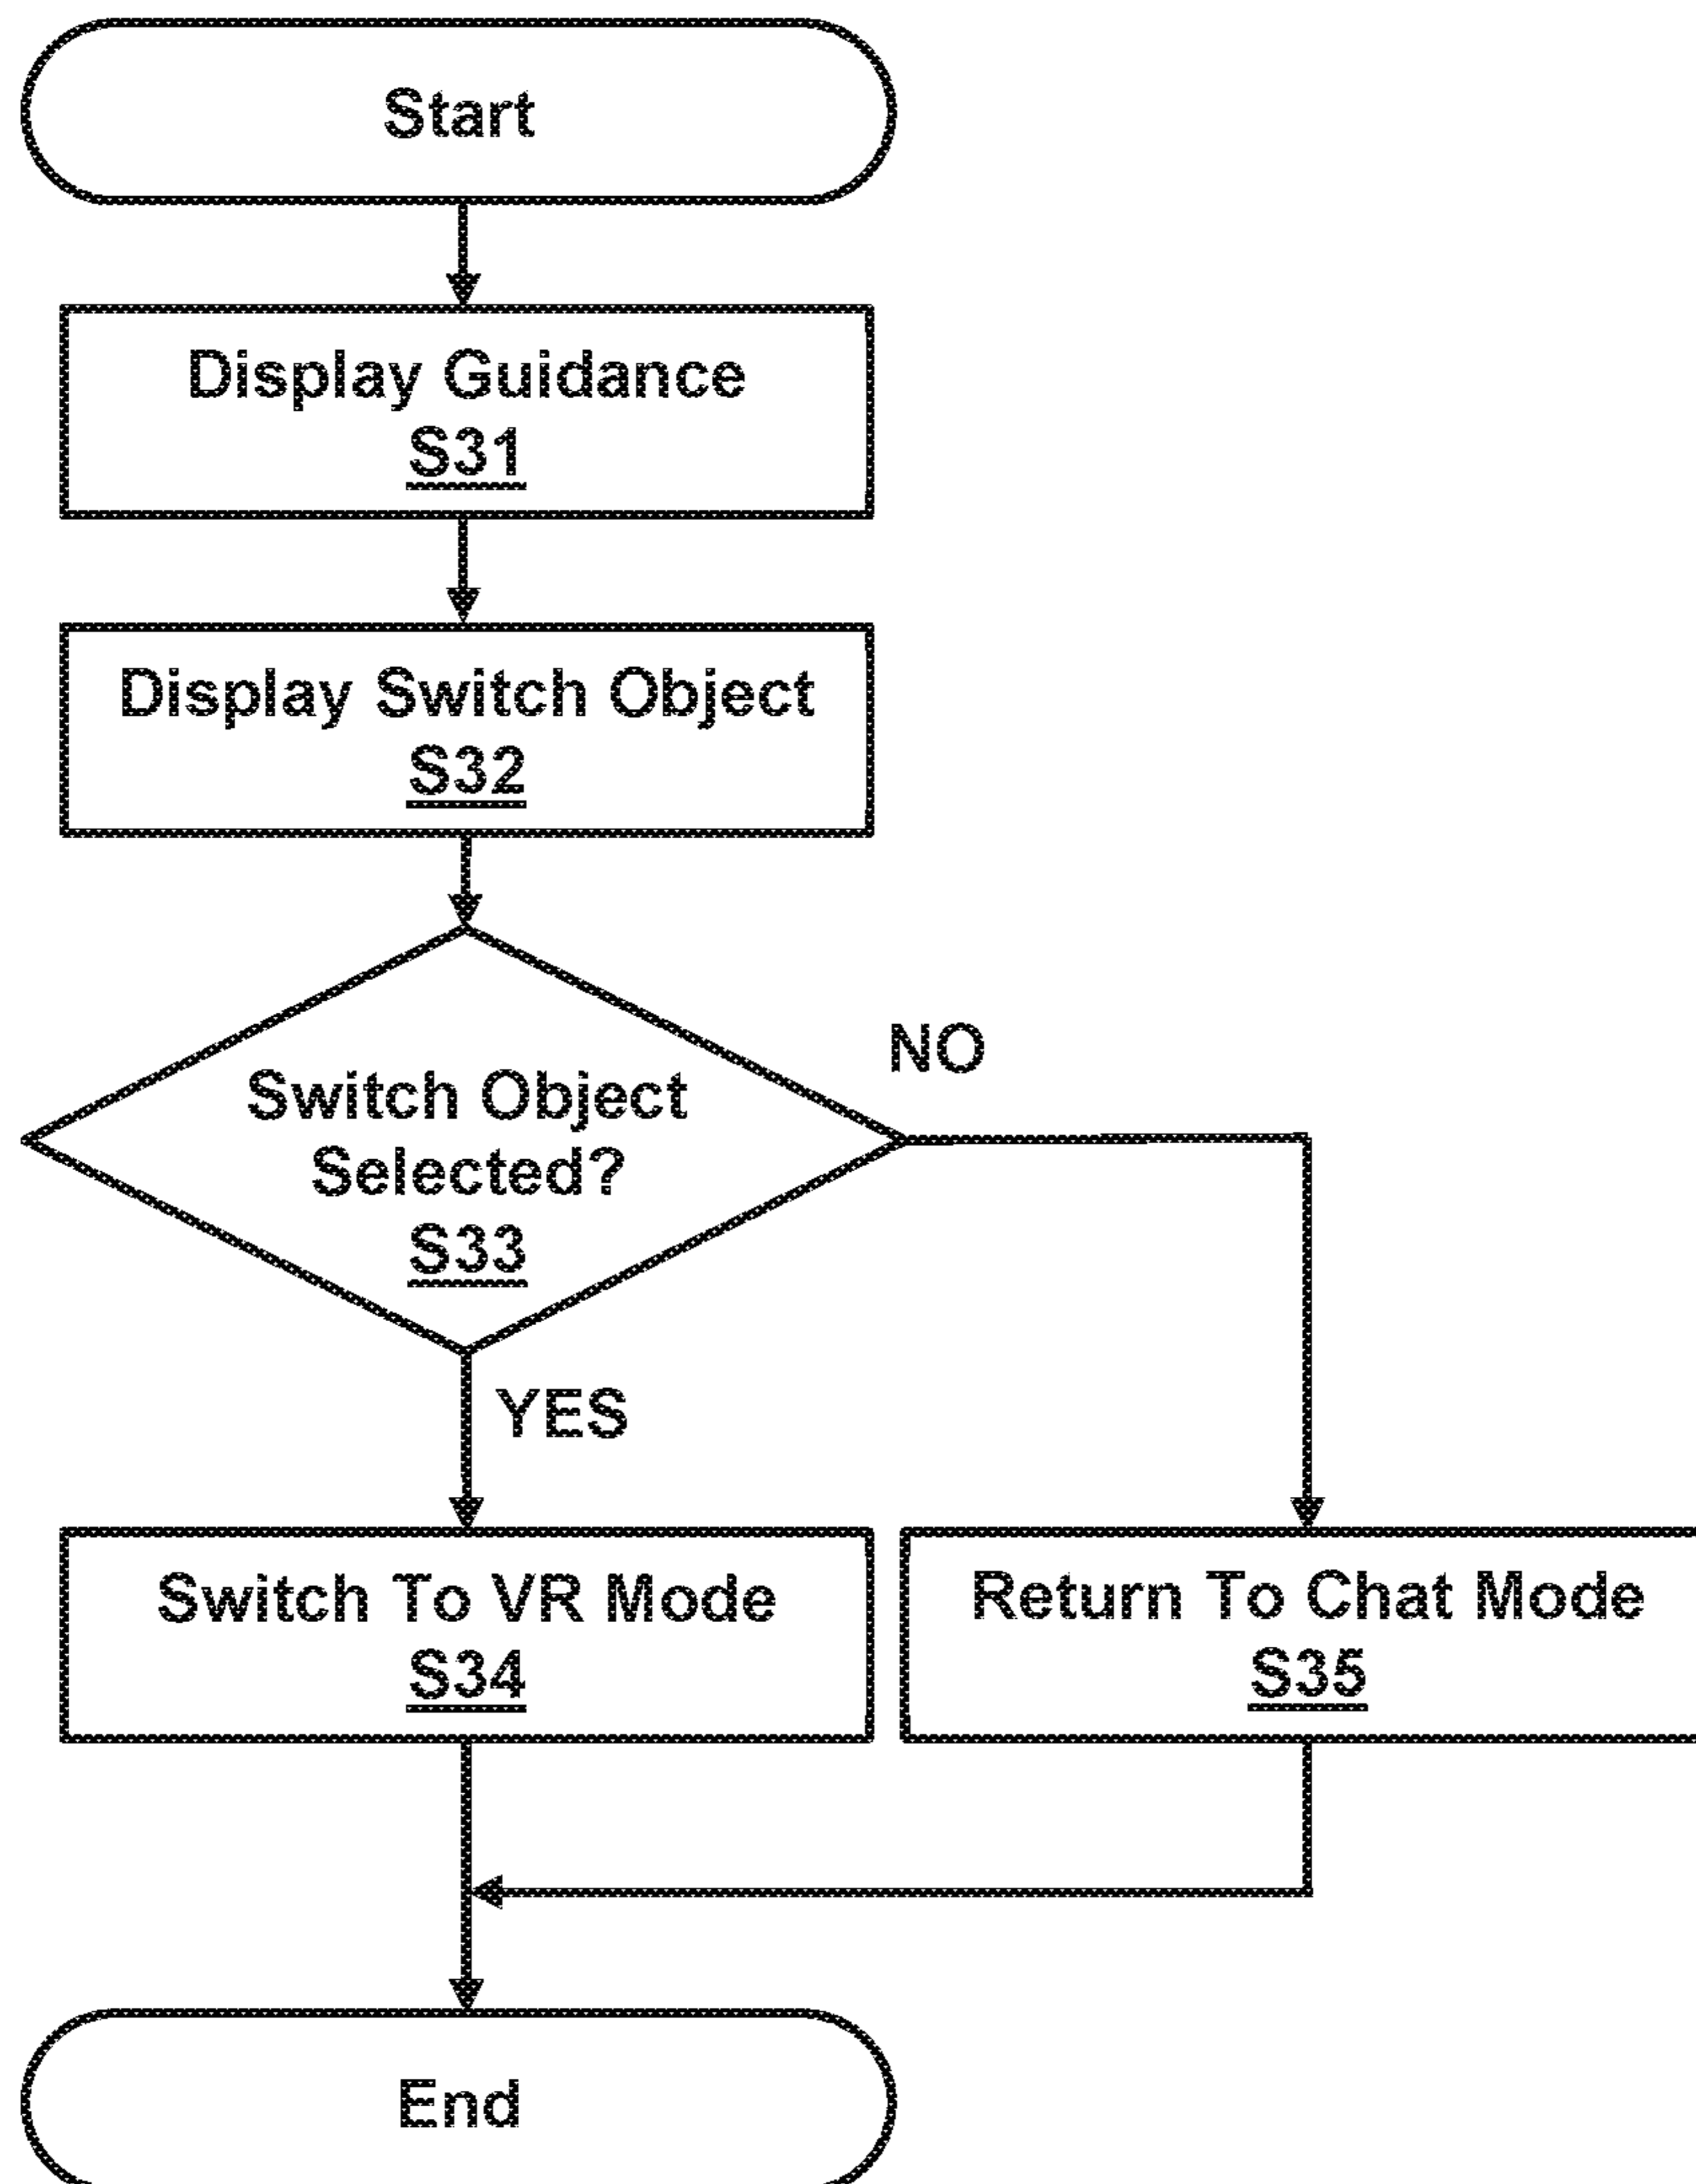 Start
Display Guidance
S31
Display Switch Object
S32
NO
Switch Object
Selected?
S33
YES
Switch To VR Mode
S34
Return To Chat Mode
S35
End